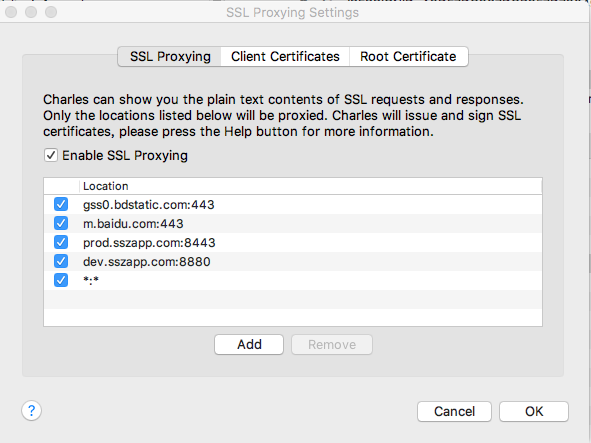 SSL Proxying Settings
SSL Proxying
Client Certificates
Root Certificate
Charles can show you the plain text contents of SSL requests and responses.
Only the locations listed below will be proxied. Charles will issue and sign SSL
certificates, please press the Help button for more information.
Enable SSL Proxying
Location
gss0.bdstatic.com:443
m.baidu.com:443
prod.sszapp.com:8443
dev.sszapp.com:8880
*:*
Add
Remove
?
Cancel
OK